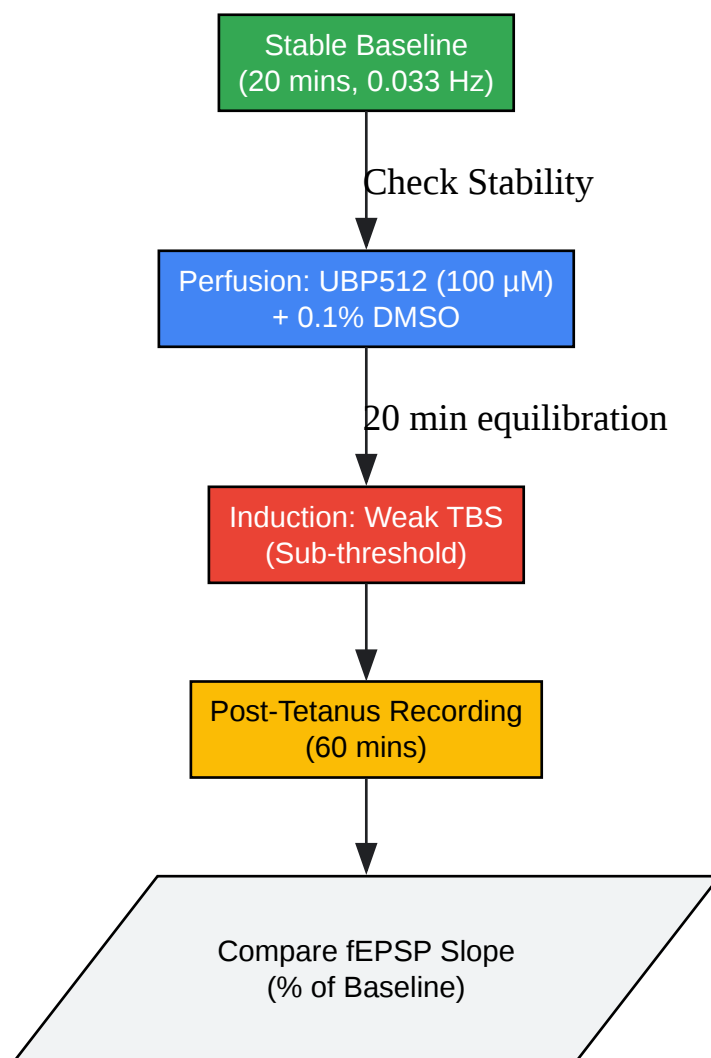 Stable Baseline
(20 mins, 0.033 Hz)
Check Stability
Perfusion: UBP512 (100 µM)
+ 0.1% DMSO
20 min equilibration
Induction: Weak TBS
(Sub-threshold)
Post-Tetanus Recording
(60 mins)
Compare fEPSP Slope
(% of Baseline)